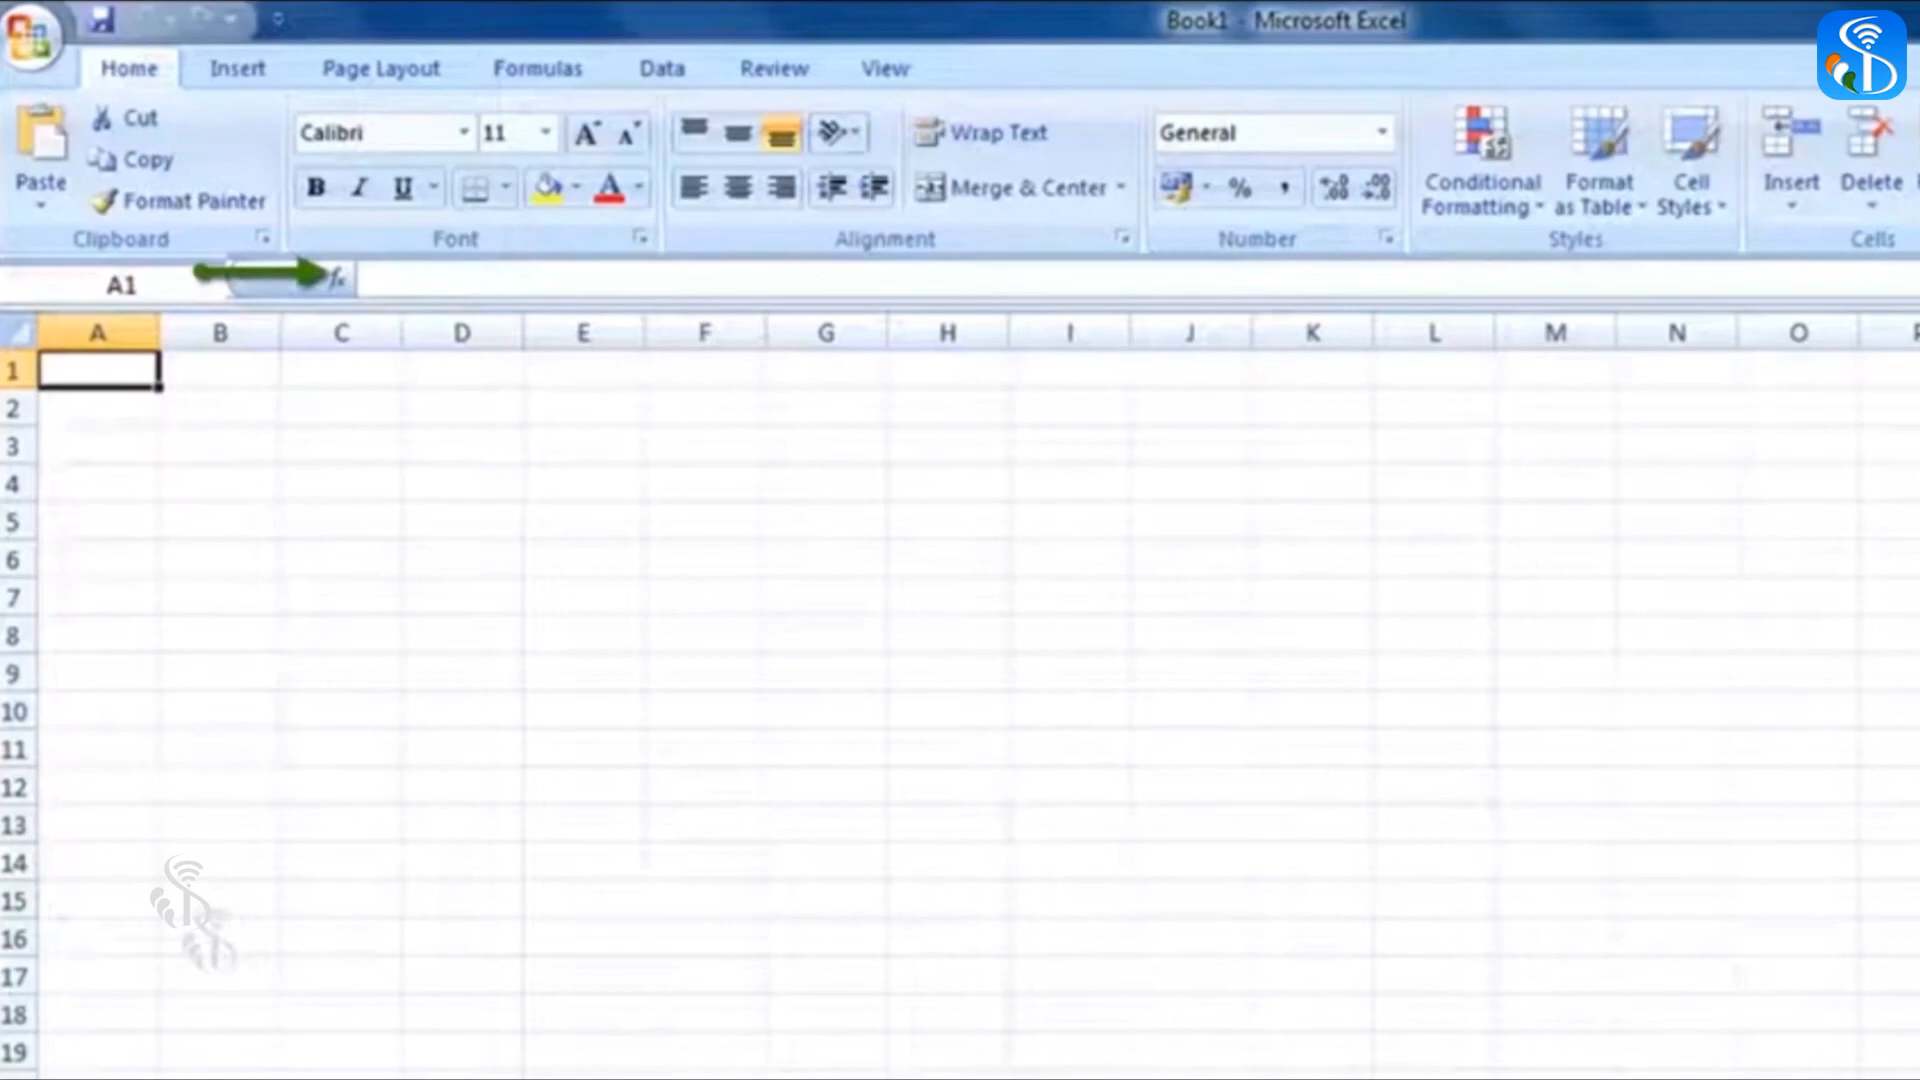 Book1 - Microsoft Excel
Home Insert Page Layout Formulas Data Review View
Paste
Cut
Copy
Format Painter
Clipboard
Calibri 11 A A
B I U A
Font
Wrap Text
Merge & Center
Alignment
General
% ,
Number
Conditional Formatting
Format as Table
Cell Styles
Styles
Insert
Delete
Cells
A1 fx
A B C D E F G H I J K L M N O
1
2
3
4
5
6
7
8
9
10
11
12
13
14
15
16
17
18
19